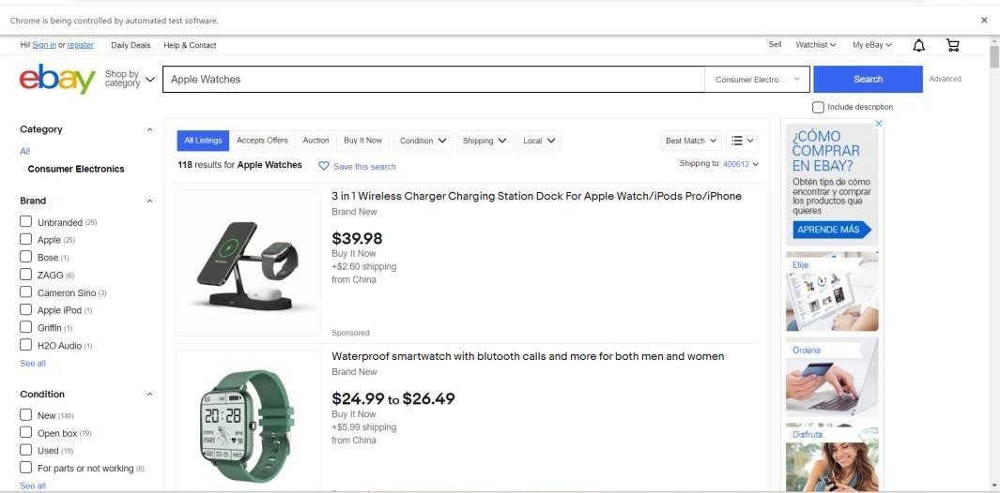 Chrome is being controlled by automated test software.
Hi! Sign in or register Daily Deals Help & Contact Sell Watchlist My eBay
ebay Shop by category Apple Watches Consumer Electro... Search Advanced
Include description
Category
All
Consumer Electronics
Brand
Unbranded (29)
Apple (25)
Bose (1)
ZAGG (6)
Cameron Sino (3)
Apple iPod (1)
Griffin (1)
H2O Audio (1)
See all
Condition
New (140)
Open box (19)
Used (19)
For parts or not working (6)
See all
All Listings Accepts Offers Auction Buy It Now Condition Shipping Local Best Match
118 results for Apple Watches Save this search Shipping to: 400612
3 in 1 Wireless Charger Charging Station Dock For Apple Watch/iPods Pro/iPhone
Brand New
$39.98
Buy It Now
+$2.60 shipping
from China
Sponsored
Waterproof smartwatch with blutooth calls and more for both men and women
Brand New
$24.99 to $26.49
Buy It Now
+$5.99 shipping
from China
AM
20:28
STEPS
BPM
WED
¿CÓMO
COMPRAR
EN EBAY?
Obtén tips de cómo
encontrar y comprar
los productos que
quieres
APRENDE MÁS
Elije
Ordena
Disfruta